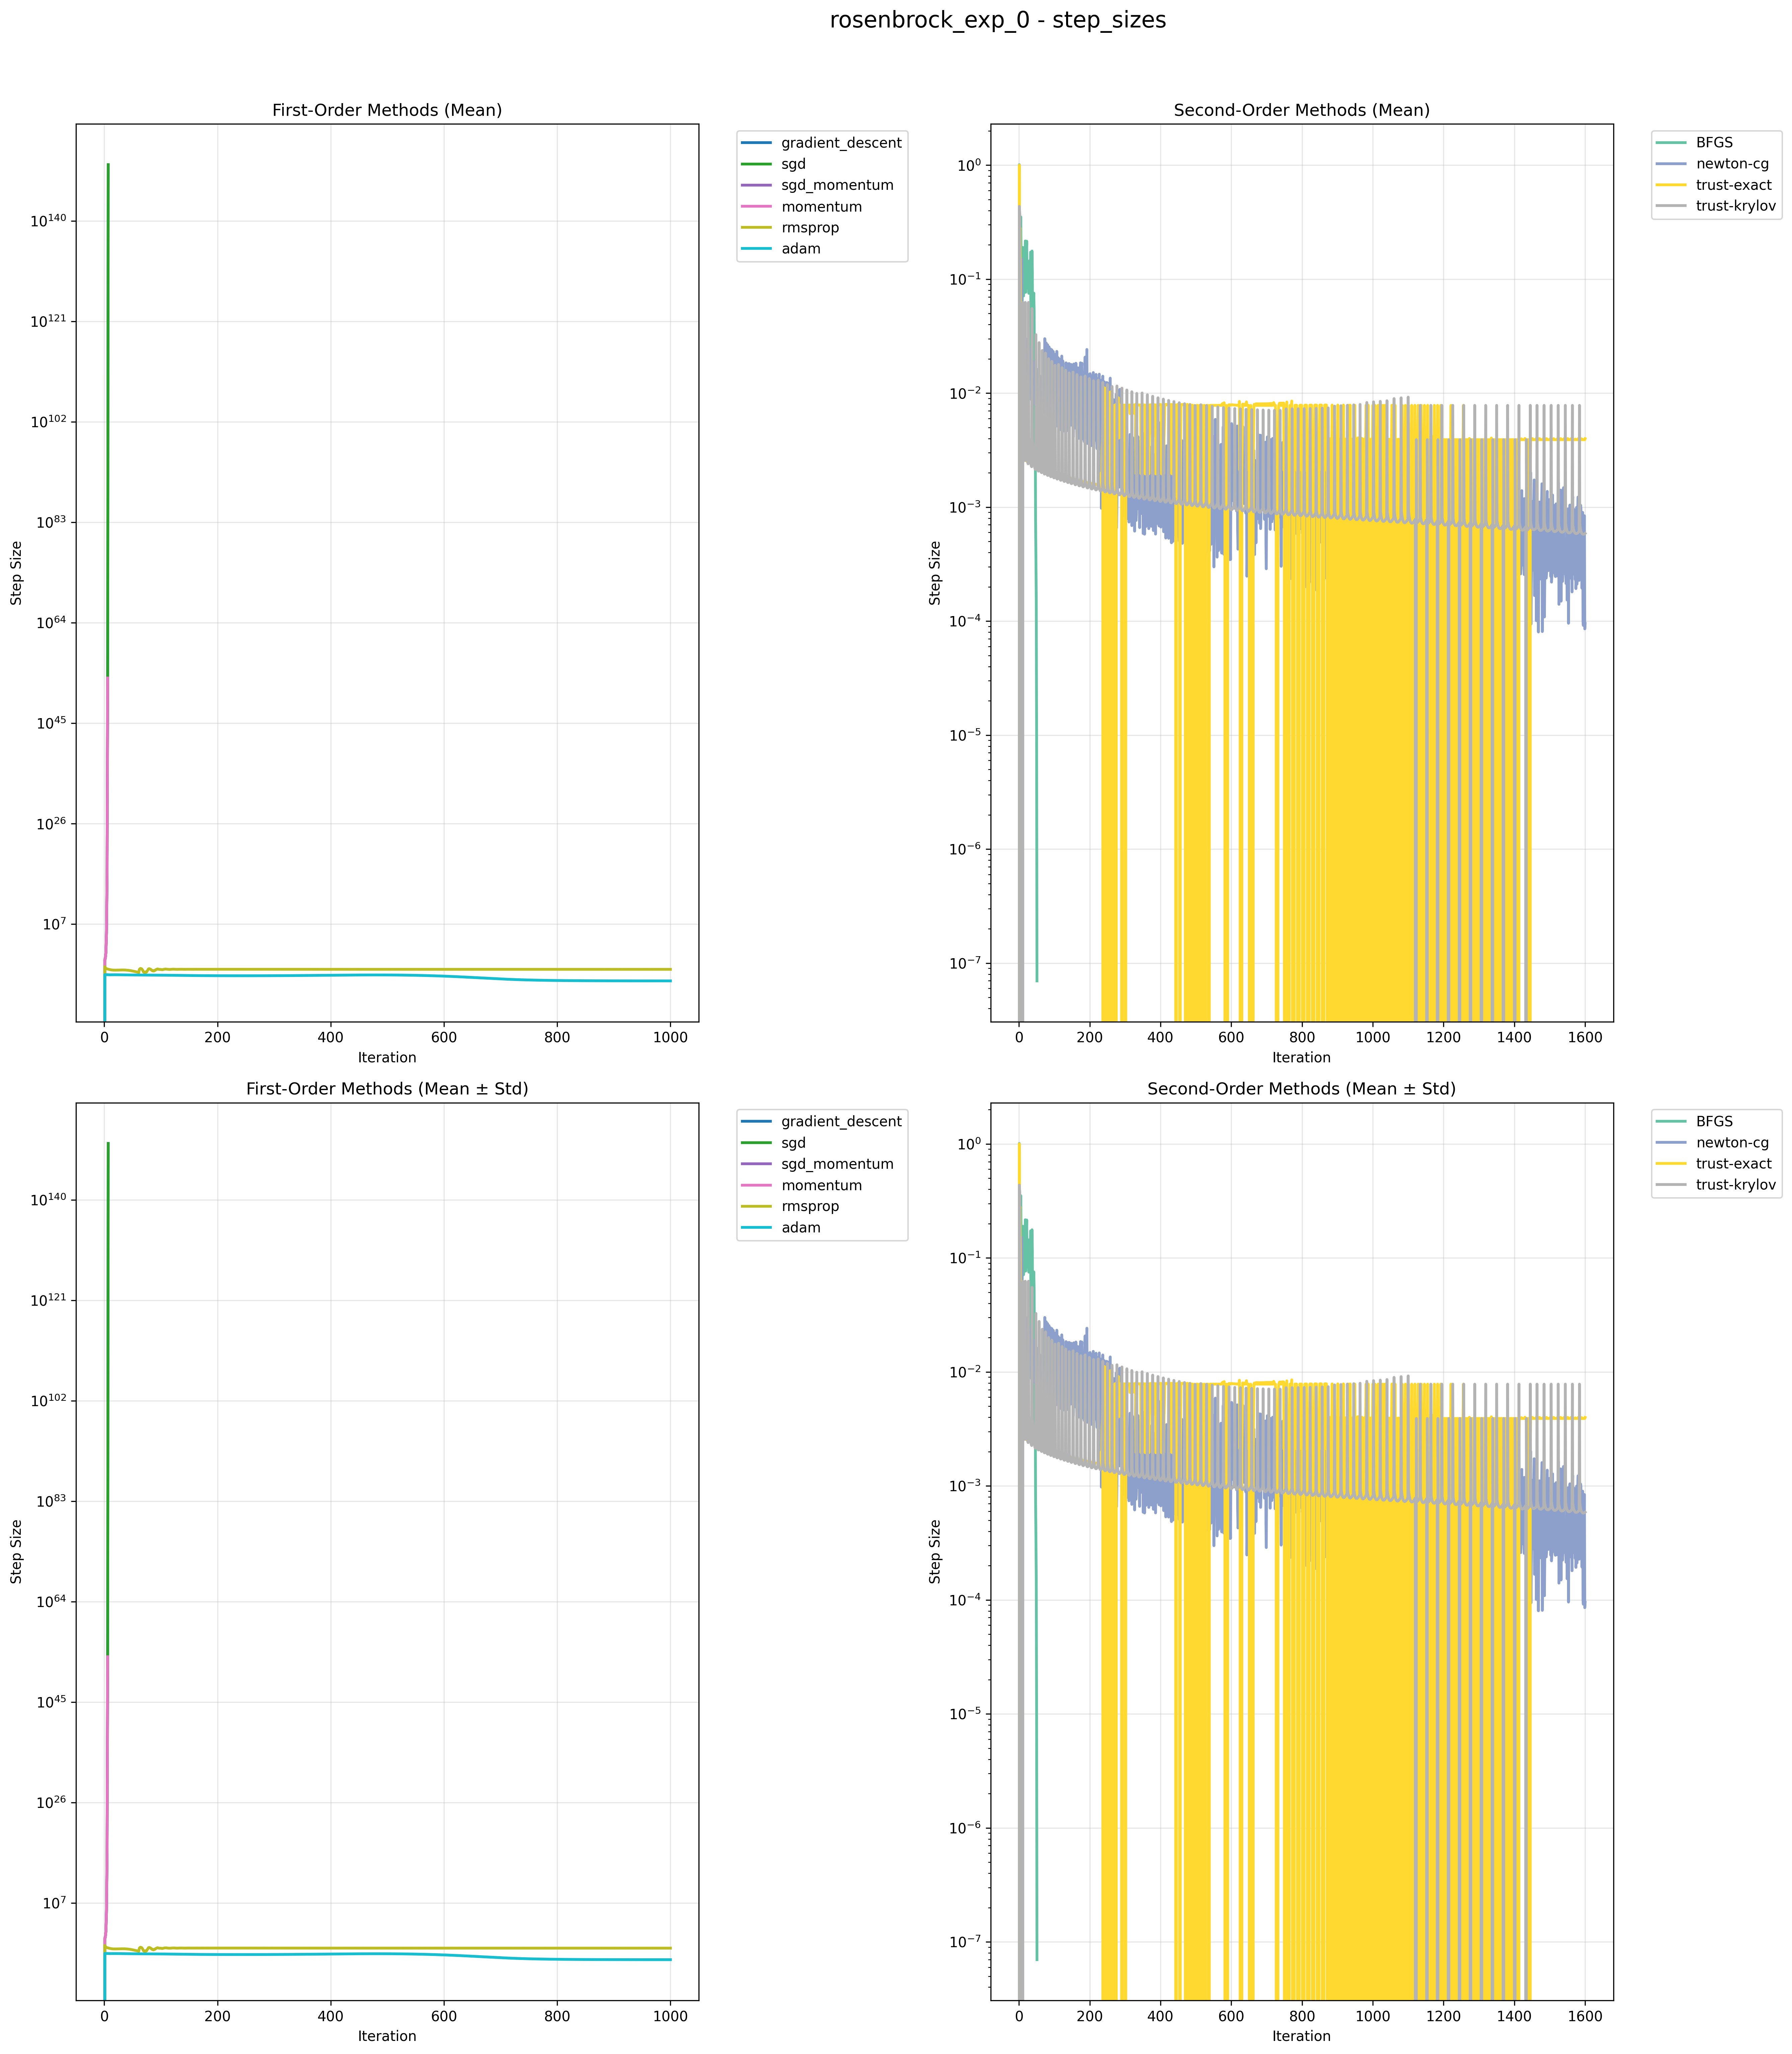 rosenbrock_exp_0 - step_sizes
First-Order Methods (Mean)
Step Size
10^140
10^121
10^102
10^83
10^64
10^45
10^26
10^7
0 200 400 600 800 1000
Iteration
gradient_descent
sgd
sgd_momentum
momentum
rmsprop
adam
Second-Order Methods (Mean)
Step Size
10^0
10^−1
10^−2
10^−3
10^−4
10^−5
10^−6
10^−7
0 200 400 600 800 1000 1200 1400 1600
Iteration
BFGS
newton-cg
trust-exact
trust-krylov
First-Order Methods (Mean ± Std)
Step Size
10^140
10^121
10^102
10^83
10^64
10^45
10^26
10^7
0 200 400 600 800 1000
Iteration
gradient_descent
sgd
sgd_momentum
momentum
rmsprop
adam
Second-Order Methods (Mean ± Std)
Step Size
10^0
10^−1
10^−2
10^−3
10^−4
10^−5
10^−6
10^−7
0 200 400 600 800 1000 1200 1400 1600
Iteration
BFGS
newton-cg
trust-exact
trust-krylov